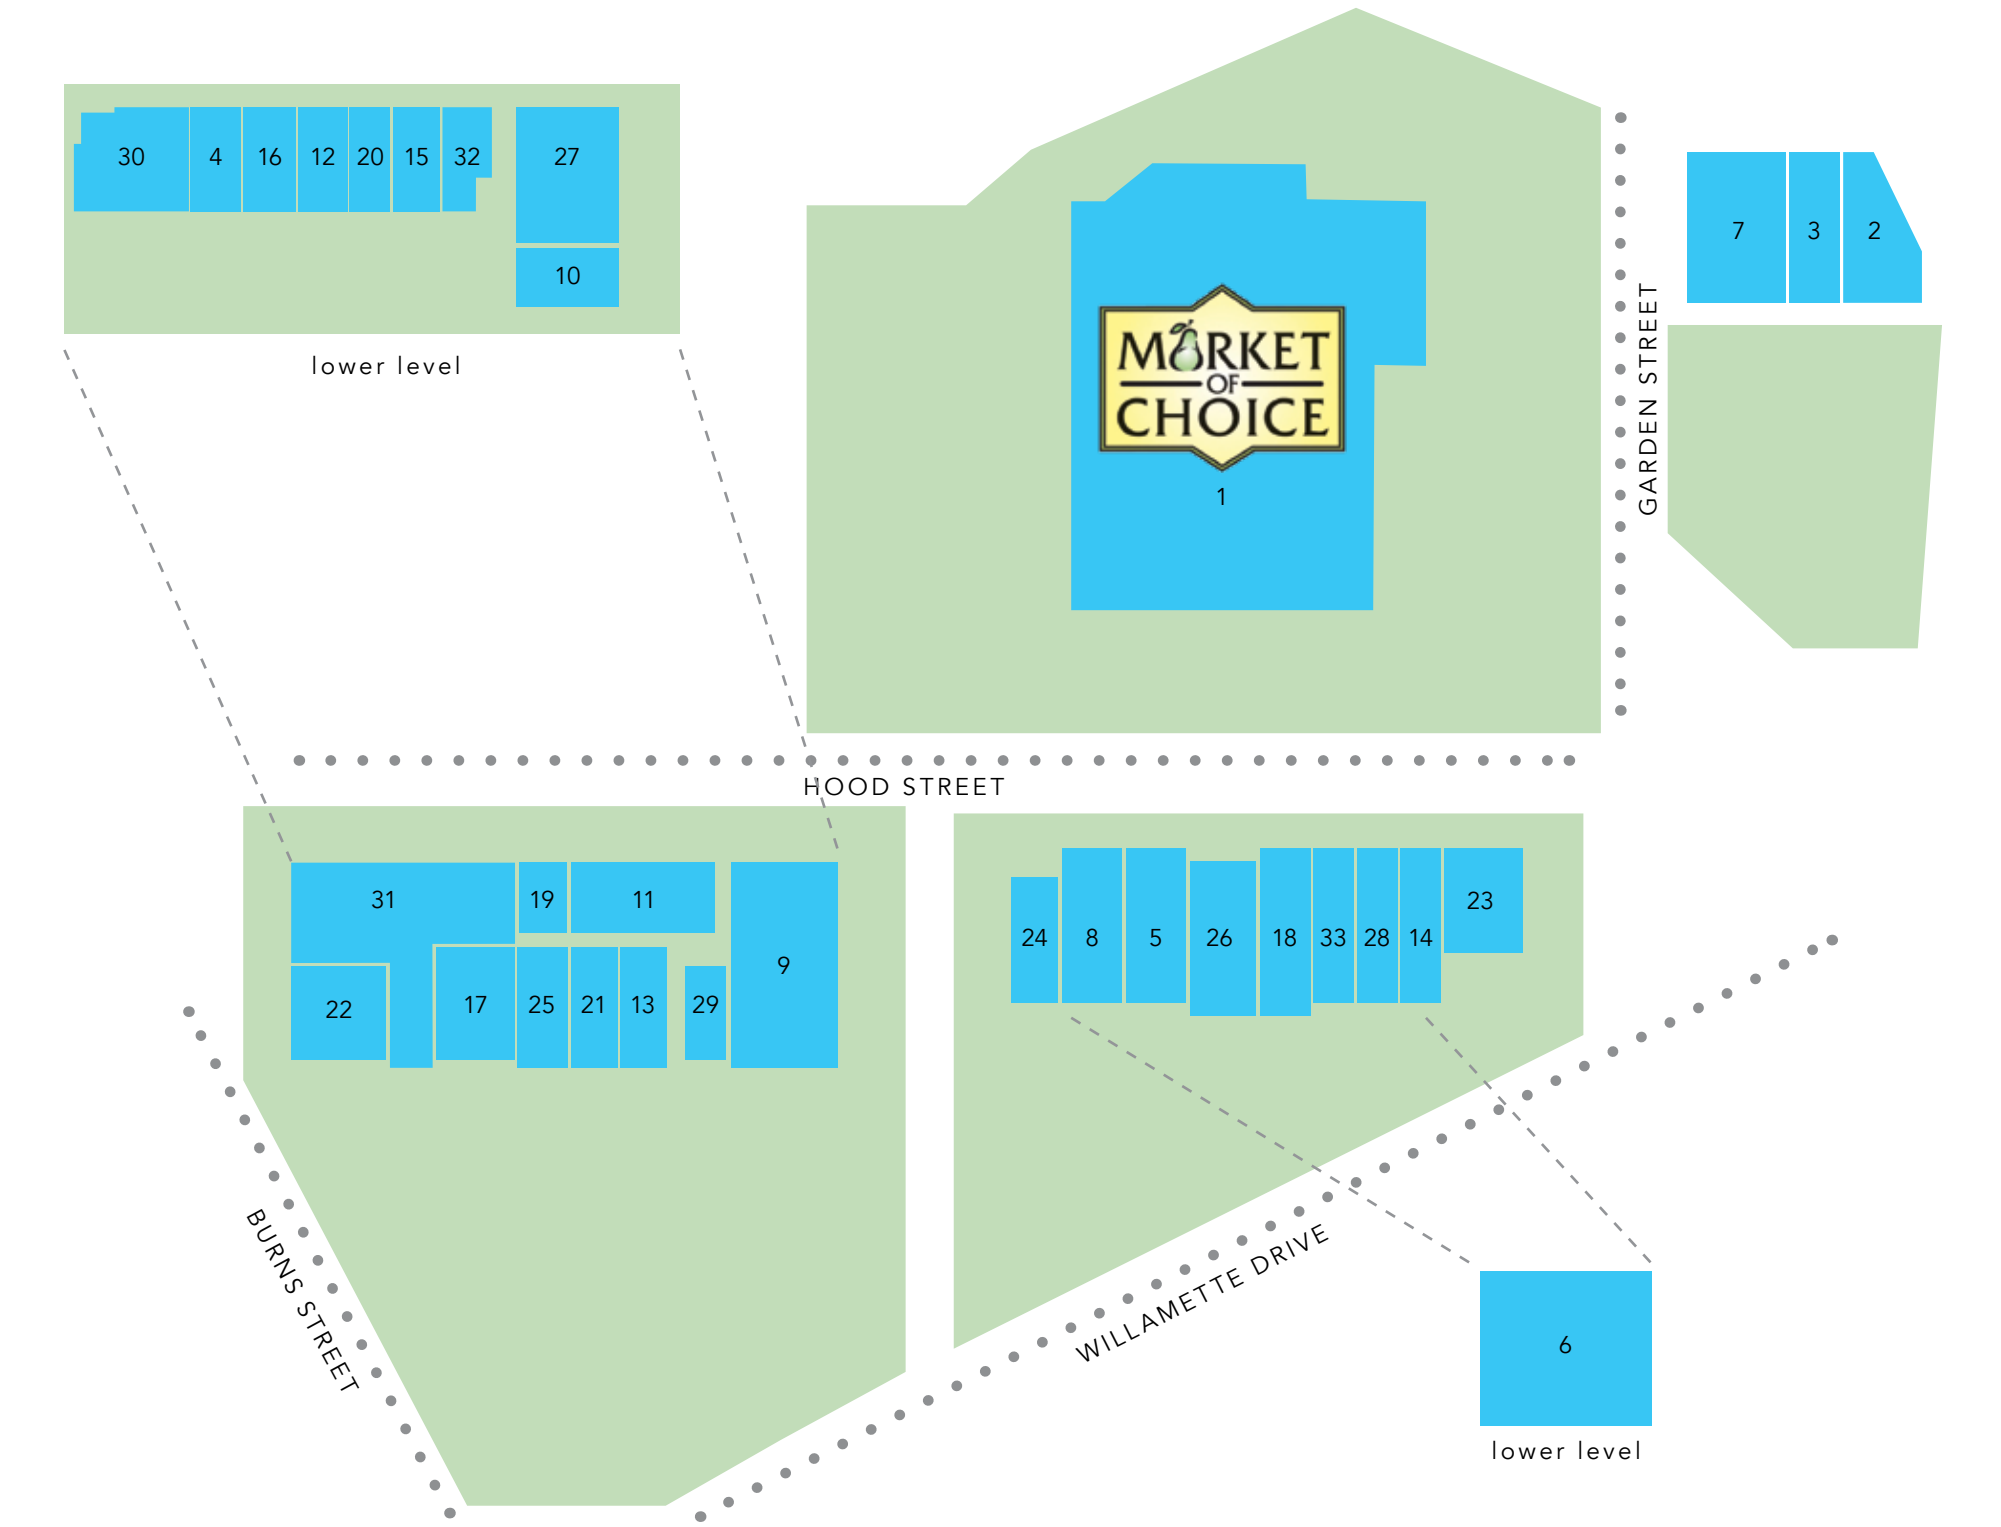 30 4 16 12 20 15 32 27
10
lower level
MARKET
OF
CHOICE
1
GARDEN STREET
7 3 2
HOOD STREET
31 19 11
9
22 17 25 21 13 29
24 8 5 26 18 33 28 14
23
BURNS STREET
WILLAMETTE DRIVE
6
lower level